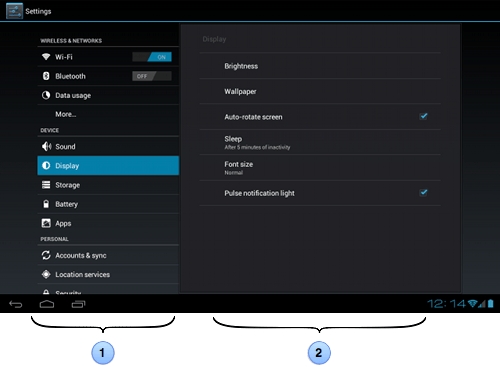 Settings
WIRELESS & NETWORKS
Wi-Fi ON
Bluetooth OFF
Data usage
More...
DEVICE
Sound
Display
Storage
Battery
Apps
PERSONAL
Accounts & sync
Location services
Security
Display
Brightness
Wallpaper
Auto-rotate screen
Sleep
After 5 minutes of inactivity
Font size
Normal
Pulse notification light
12:14
1
2